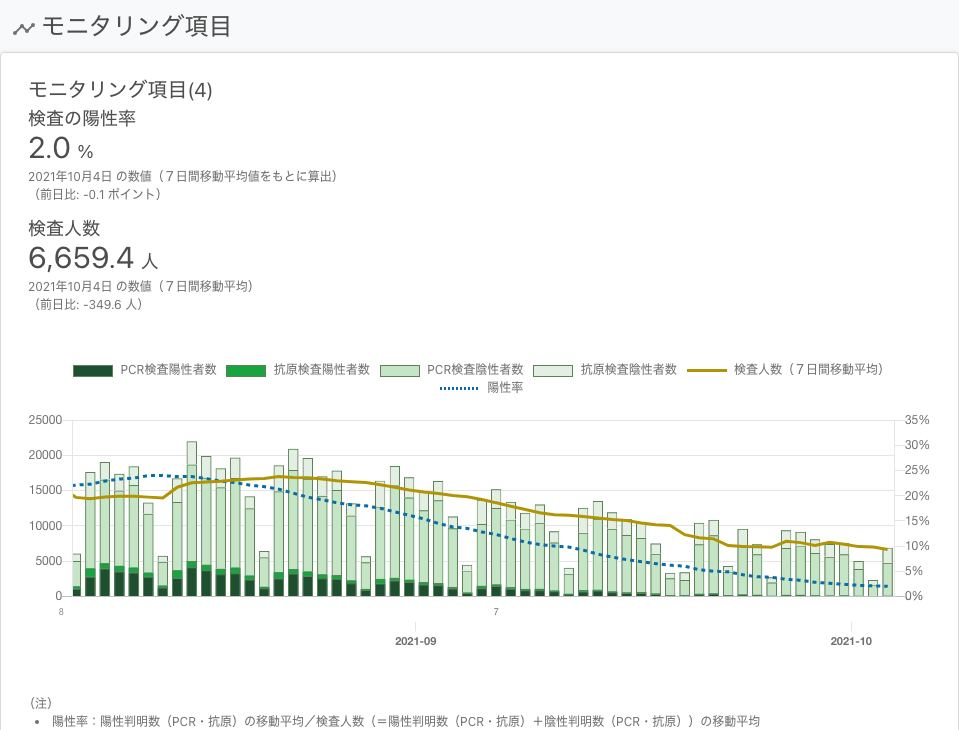 モニタリング項目
モニタリング項目(4)
検査の陽性率
2.0 %
2021年10月4日 の数値（７日間移動平均値をもとに算出）
（前日比: -0.1 ポイント）
検査人数
6,659.4 人
2021年10月4日 の数値（７日間移動平均）
（前日比: -349.6 人）
PCR検査陽性者数 抗原検査陽性者数 PCR検査陰性者数 抗原検査陰性者数 検査人数（７日間移動平均）
陽性率
25000 35%
30%
20000
25%
15000 20%
15%
10000
10%
5000
5%
0 0%
8 7
2021-09 2021-10
（注）
• 陽性率：陽性判明数（PCR・抗原）の移動平均／検査人数（＝陽性判明数（PCR・抗原）＋陰性判明数（PCR・抗原））の移動平均